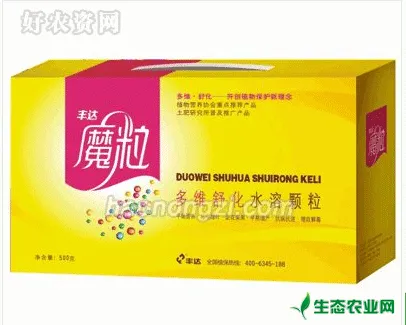 好农资网
多维·舒化——开创植物保护新理念
植物营养协会重点推荐产品
土肥研究所普及推广产品
丰达
魔粒
DUOWEI SHUHUA SHUIRONG KELI
多维舒化水溶颗粒
haonongzi.com
净含量：500克
丰达
全国植保热线：400-6345-188
生态农业网